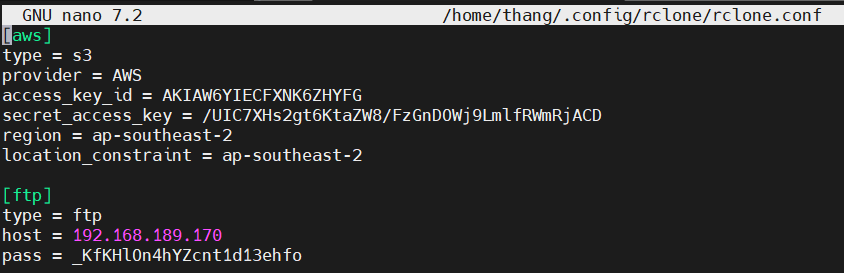 GNU nano 7.2 /home/thang/.config/rclone/rclone.conf
[aws]
type = s3
provider = AWS
access_key_id = AKIAW6YIECFXNK6ZHYFG
secret_access_key = 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
region = ap-southeast-2
location_constraint = ap-southeast-2
[ftp]
type = ftp
host = 192.168.189.170
pass = _KfKHlOn4hYZcnt1d13ehfo